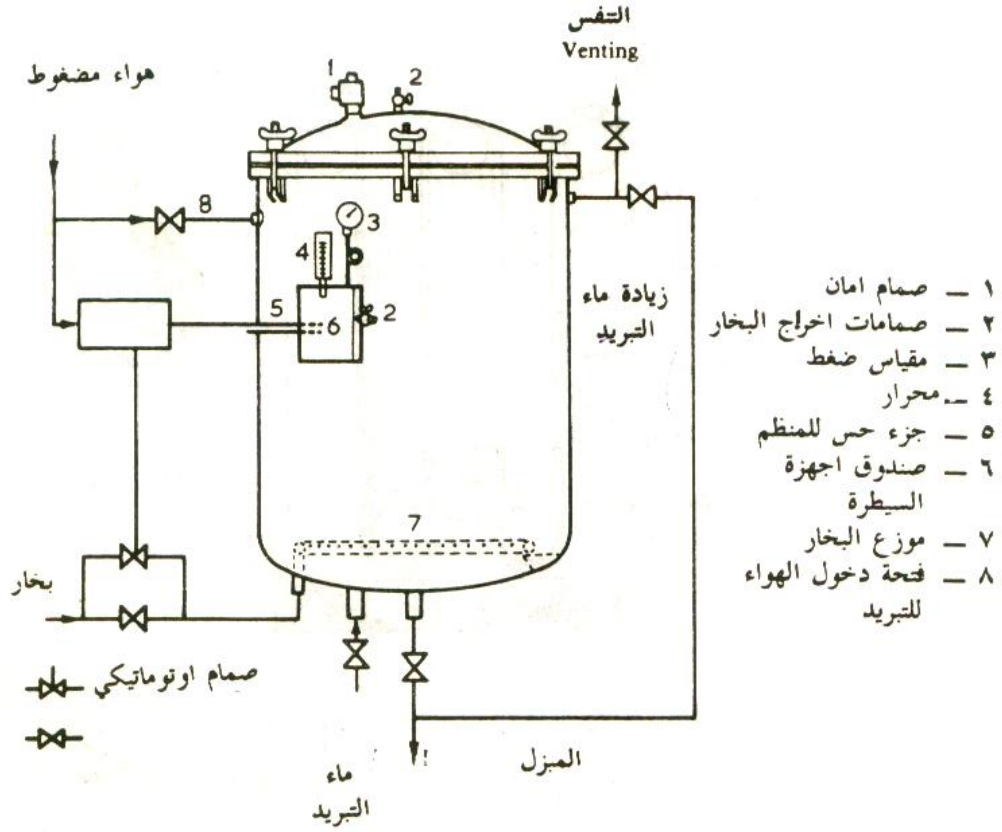 التنفس
Venting
هواء مضغوط
1
2
8
3
4
5
6
2
زيادة ماء
التبريد
7
بخار
صمام اوتوماتيكي
ماء
التبريد
المبزل
١ – صمام امان
٢ – صمامات اخراج البخار
٣ – مقياس ضغط
٤ – محرار
٥ – جزء حس للمنظم
٦ – صندوق اجهزة
السيطرة
٧ – موزع البخار
٨ – فتحة دخول الهواء
للتبريد